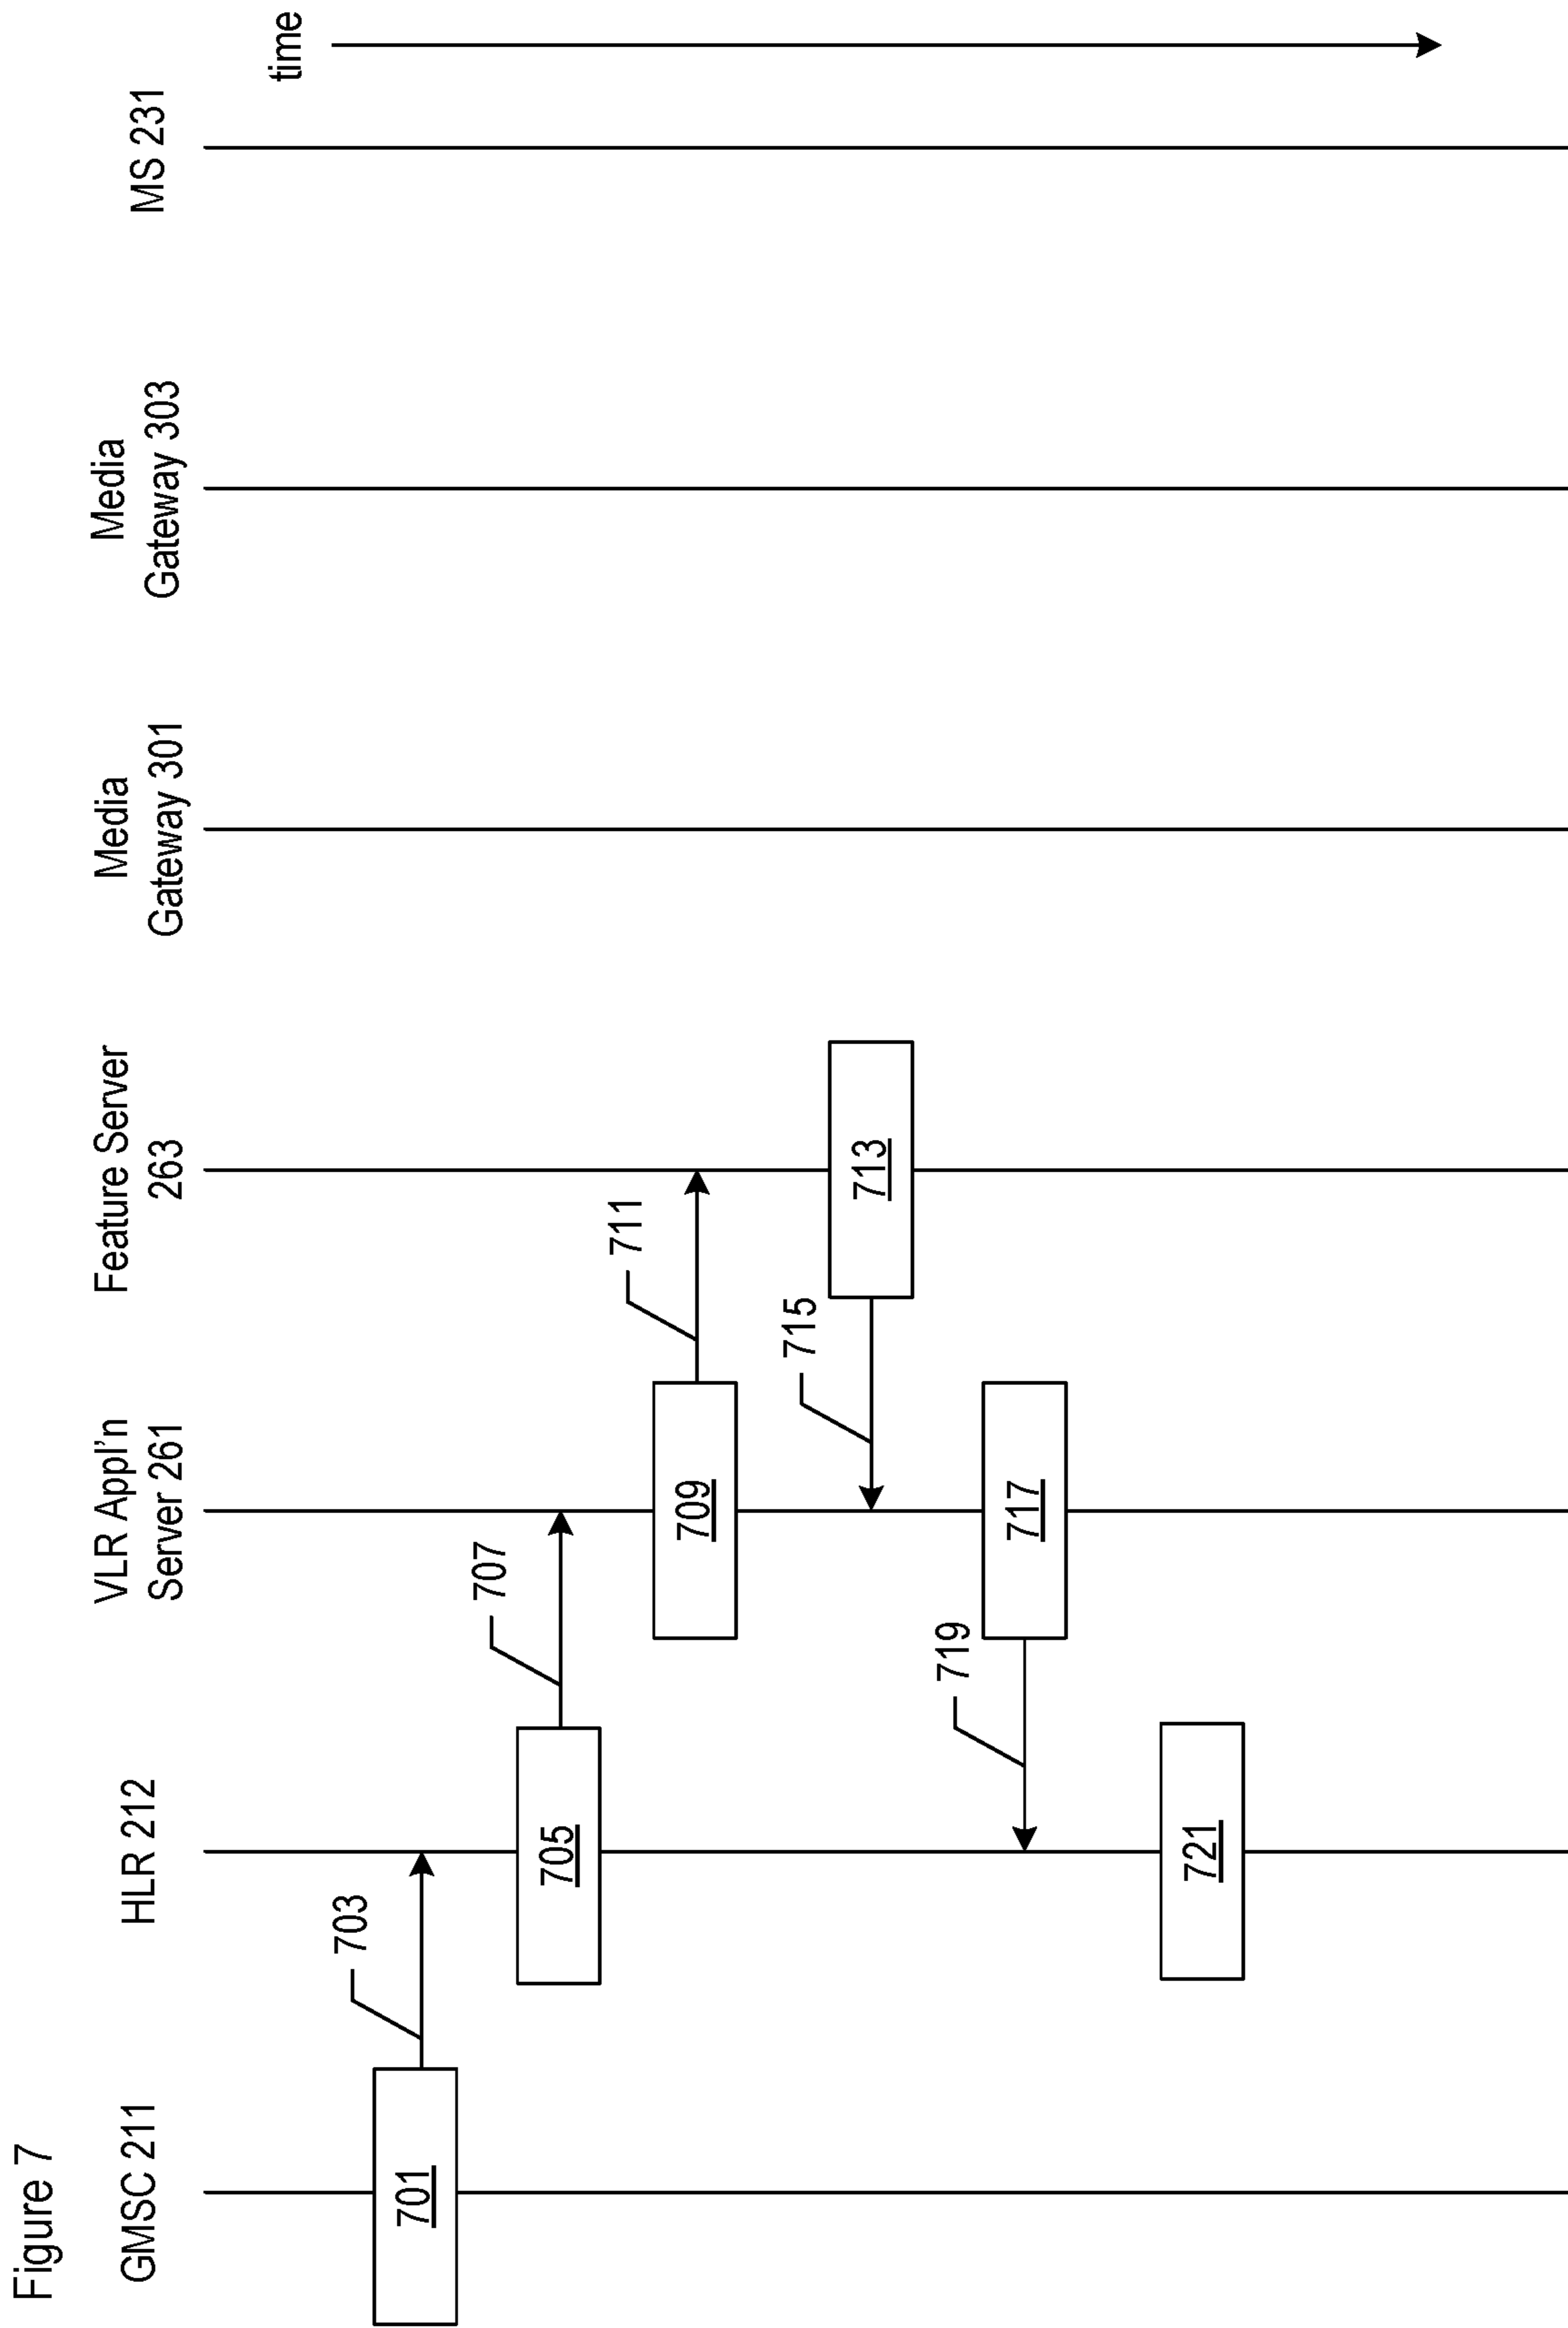 Figure 7
GMSC 211
HLR 212
VLR Appl'n
Server 261
Feature Server
263
Media
Gateway 301
Media
Gateway 303
MS 231
time
701
703
705
707
709
711
713
715
717
719
721